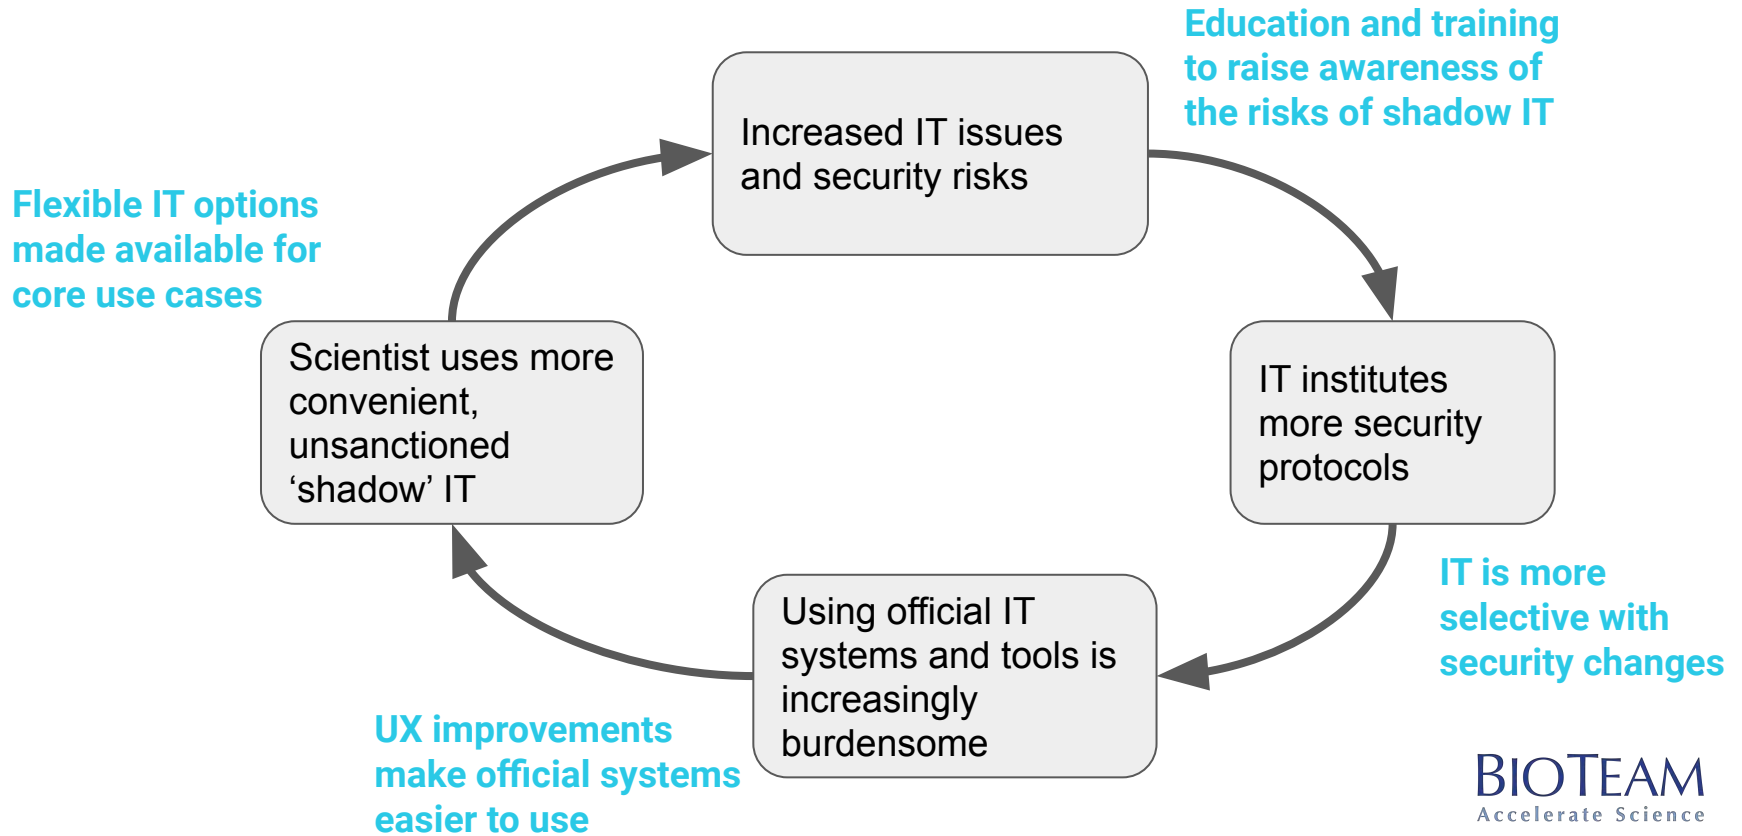 Education and training
to raise awareness of
the risks of shadow IT
Increased IT issues
and security risks
Flexible IT options
made available for
core use cases
Scientist uses more
convenient,
unsanctioned
‘shadow’ IT
IT institutes
more security
protocols
IT is more
selective with
security changes
Using official IT
systems and tools is
increasingly
burdensome
UX improvements
make official systems
easier to use
BIOTEAM
Accelerate Science